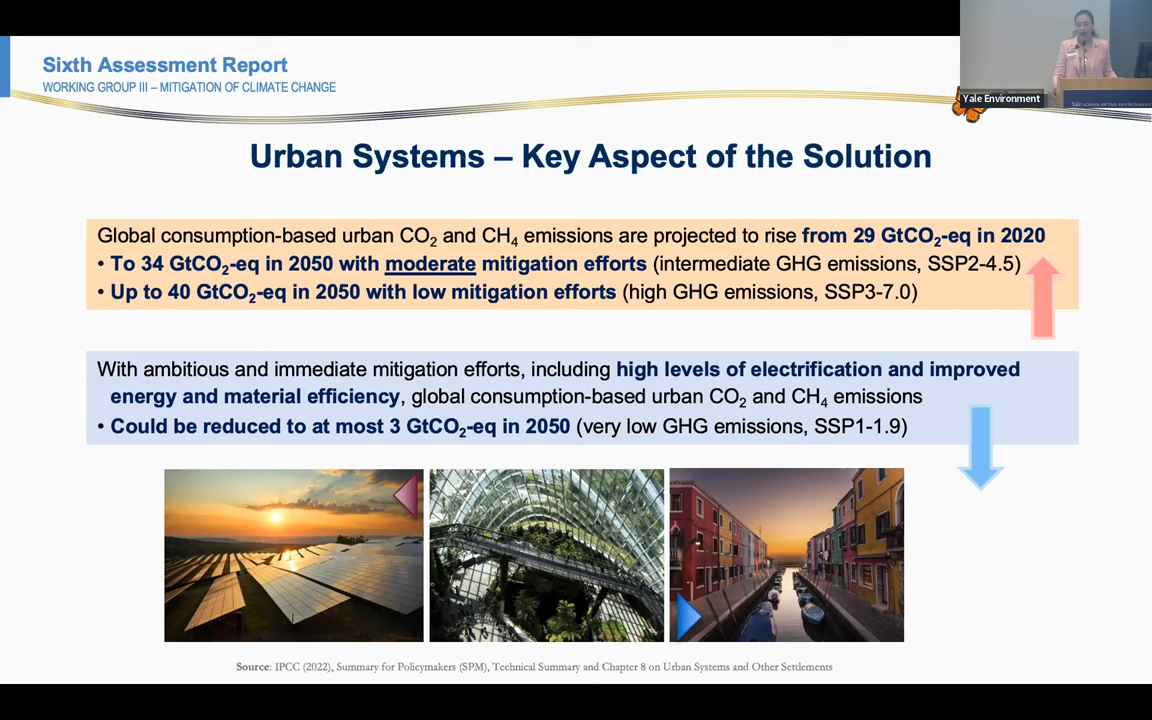 Sixth Assessment Report
WORKING GROUP III – MITIGATION OF CLIMATE CHANGE
Yale Environment
Yale SCHOOL OF THE ENVIRONMENT
Urban Systems – Key Aspect of the Solution
Global consumption-based urban CO₂ and CH₄ emissions are projected to rise from 29 GtCO₂-eq in 2020
• To 34 GtCO₂-eq in 2050 with moderate mitigation efforts (intermediate GHG emissions, SSP2-4.5)
• Up to 40 GtCO₂-eq in 2050 with low mitigation efforts (high GHG emissions, SSP3-7.0)
With ambitious and immediate mitigation efforts, including high levels of electrification and improved
energy and material efficiency, global consumption-based urban CO₂ and CH₄ emissions
• Could be reduced to at most 3 GtCO₂-eq in 2050 (very low GHG emissions, SSP1-1.9)
Source: IPCC (2022), Summary for Policymakers (SPM), Technical Summary and Chapter 8 on Urban Systems and Other Settlements